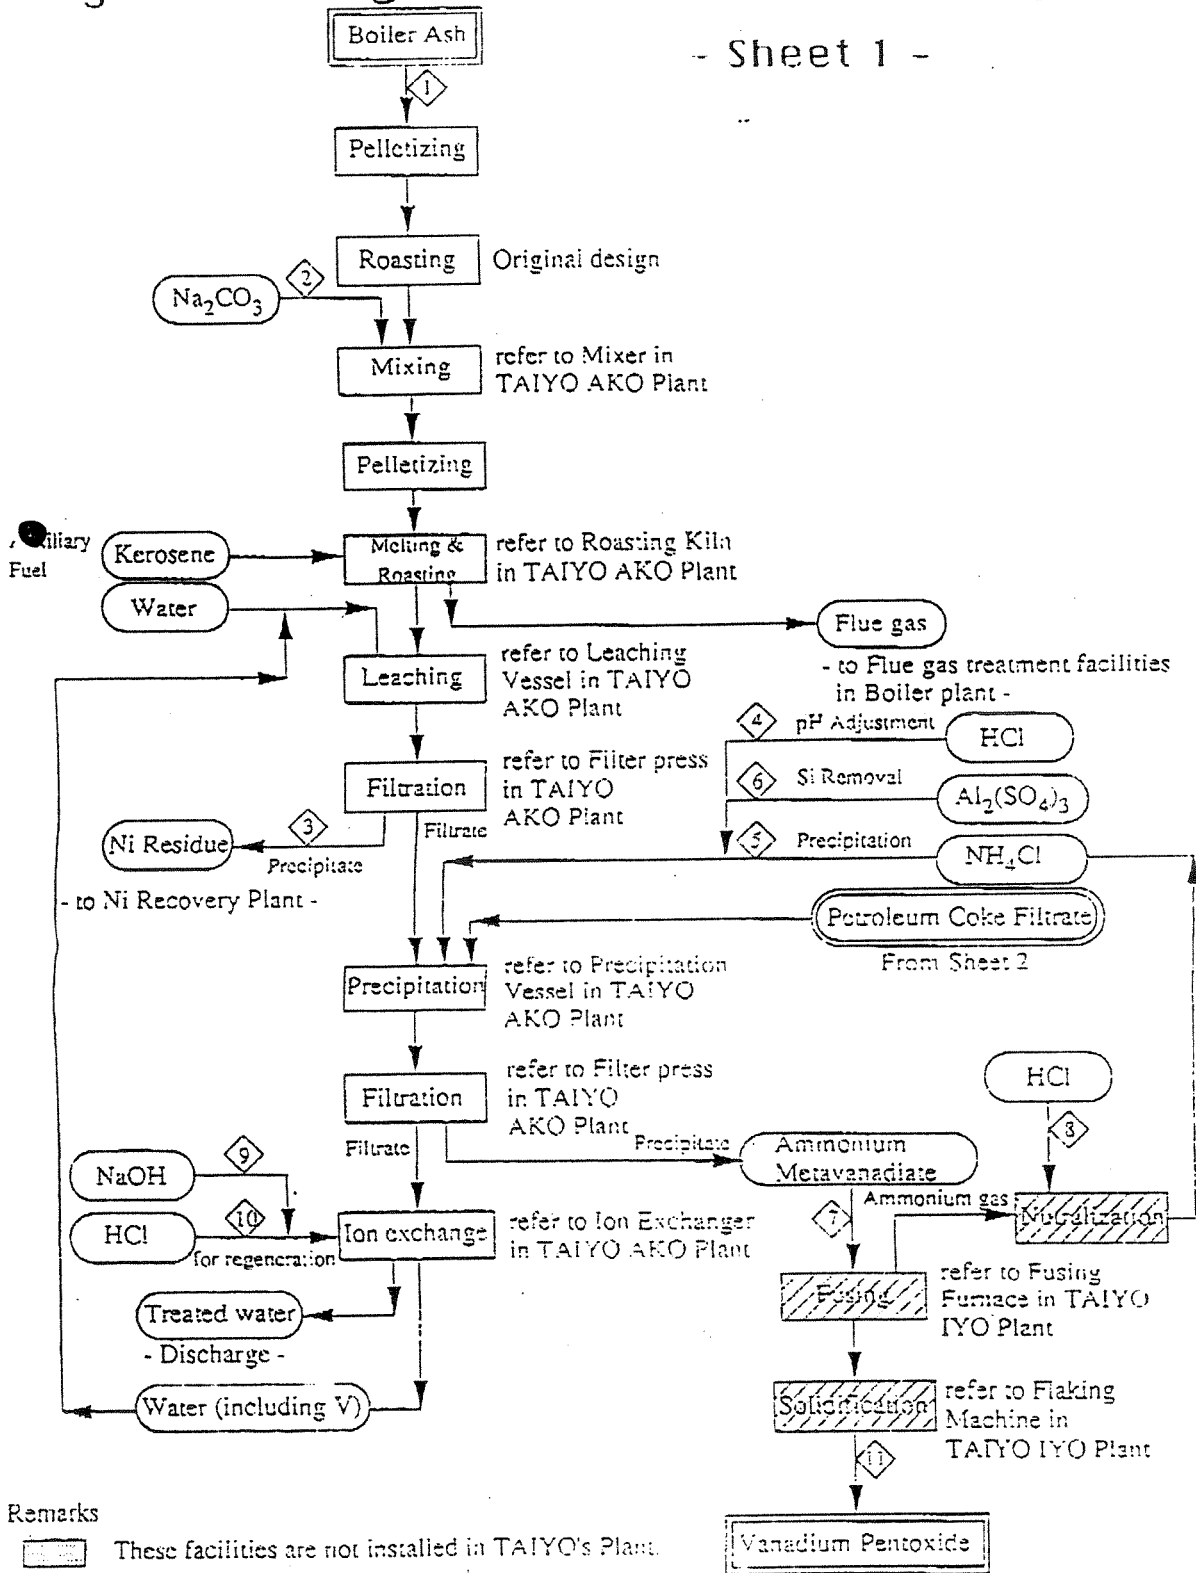 Boiler Ash
- Sheet 1 -
1
Pelletizing
Roasting
Original design
2
Na2CO3
Mixing
refer to Mixer in
TAIYO AKO Plant
Pelletizing
iliary
Fuel
Kerosene
Melting &
Roasting
refer to Roasting Kiln
in TAIYO AKO Plant
Water
Flue gas
- to Flue gas treatment facilities
in Boiler plant -
Leaching
refer to Leaching
Vessel in TAIYO
AKO Plant
4
pH Adjustment
HCl
Filtration
refer to Filter press
in TAIYO
AKO Plant
6
Si Removal
Al2(SO4)3
Ni Residue
3
Precipitate
Filtrate
5
Precipitation
NH4Cl
- to Ni Recovery Plant -
Petroleum Coke Filtrate
From Sheet 2
Precipitation
refer to Precipitation
Vessel in TAIYO
AKO Plant
Filtration
refer to Filter press
in TAIYO
AKO Plant
HCl
8
Filtrate
Precipitate
Ammonium
Metavanadiate
NaOH
9
HCl
10
for regeneration
Ion exchange
refer to Ion Exchanger
in TAIYO AKO Plant
7
Ammonium gas
Nutralization
Treated water
- Discharge -
Fusing
refer to Fusing
Furnace in TAIYO
IYO Plant
Water (including V)
Solidification
refer to Flaking
Machine in
TAIYO IYO Plant
11
Vanadium Pentoxide
Remarks
These facilities are not installed in TAIYO's Plant.